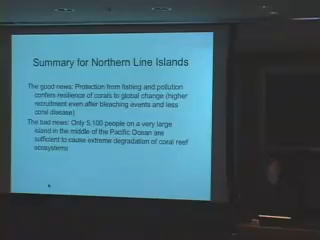 Summary for Northern Line Islands
The good news: Protection from fishing and pollution
confers resilience of corals to global change (higher
recruitment even after bleaching events and less
coral disease)
The bad news: Only 5,100 people on a very large
island in the middle of the Pacific Ocean are
sufficient to cause extreme degradation of coral reef
ecosystems